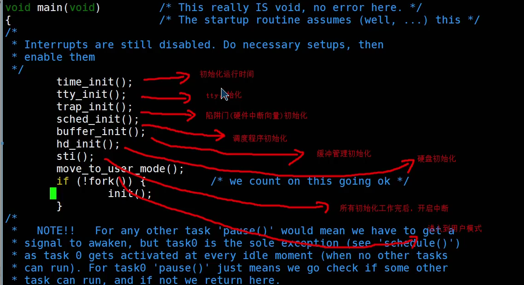 void main(void)          /* This really IS void, no error here. */
{                        /* The startup routine assumes (well, ...) this */
/*
 * Interrupts are still disabled. Do necessary setups, then
 * enable them
 */
time_init(); 初始化运行时间
tty_init();
trap_init(); 陷阱门(硬件中断向量)初始化
sched_init(); 调度程序初始化
buffer_init(); 缓冲管理初始化
hd_init(); 硬盘初始化
sti(); 所有初始化工作完后，开启中断
move_to_user_mode(); 用户模式
if (!fork()) {          /* we count on this going ok */
init();
}
/*
 *   NOTE!!   For any other task 'pause()' would mean we have to get a
 * signal to awaken, but task0 is the sole exception (see 'schedule()')
 * as task 0 gets activated at every idle moment (when no other tasks
 * can run). For task0 'pause()' just means we go check if some other
 * task can run, and if not we return here.